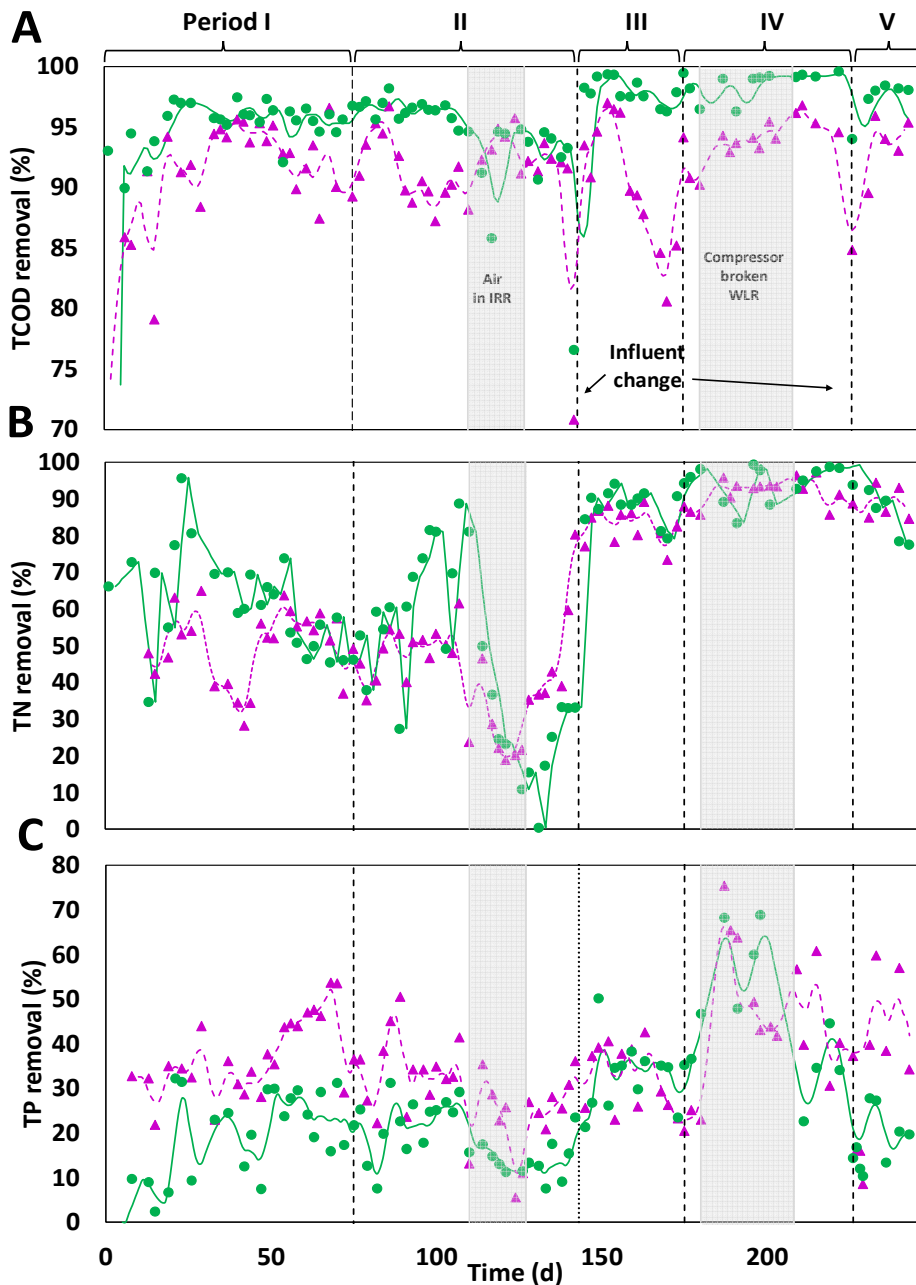 A
Period I II III IV V
TCOD removal (%)
100
95
90
85
80
75
70
Air
in IRR
Compressor
broken
WLR
Influent
change
B
TN removal (%)
100
90
80
70
60
50
40
30
20
10
0
C
TP removal (%)
80
70
60
50
40
30
20
10
0
0 50 100 150 200
Time (d)